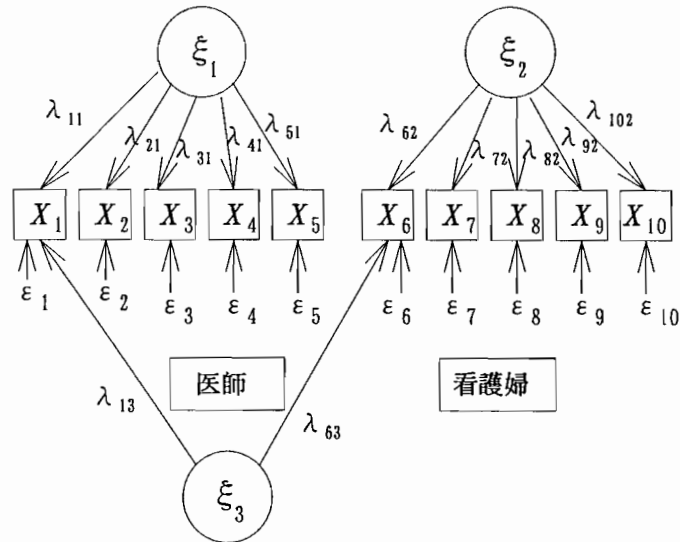 ξ₁ ξ₂
λ₁₁ λ₂₁ λ₃₁ λ₄₁ λ₅₁ λ₆₂ λ₇₂ λ₈₂ λ₉₂ λ₁₀₂
X₁ X₂ X₃ X₄ X₅ X₆ X₇ X₈ X₉ X₁₀
ε₁ ε₂ ε₃ ε₄ ε₅ ε₆ ε₇ ε₈ ε₉ ε₁₀
医師 看護婦
λ₁₃ λ₆₃
ξ₃